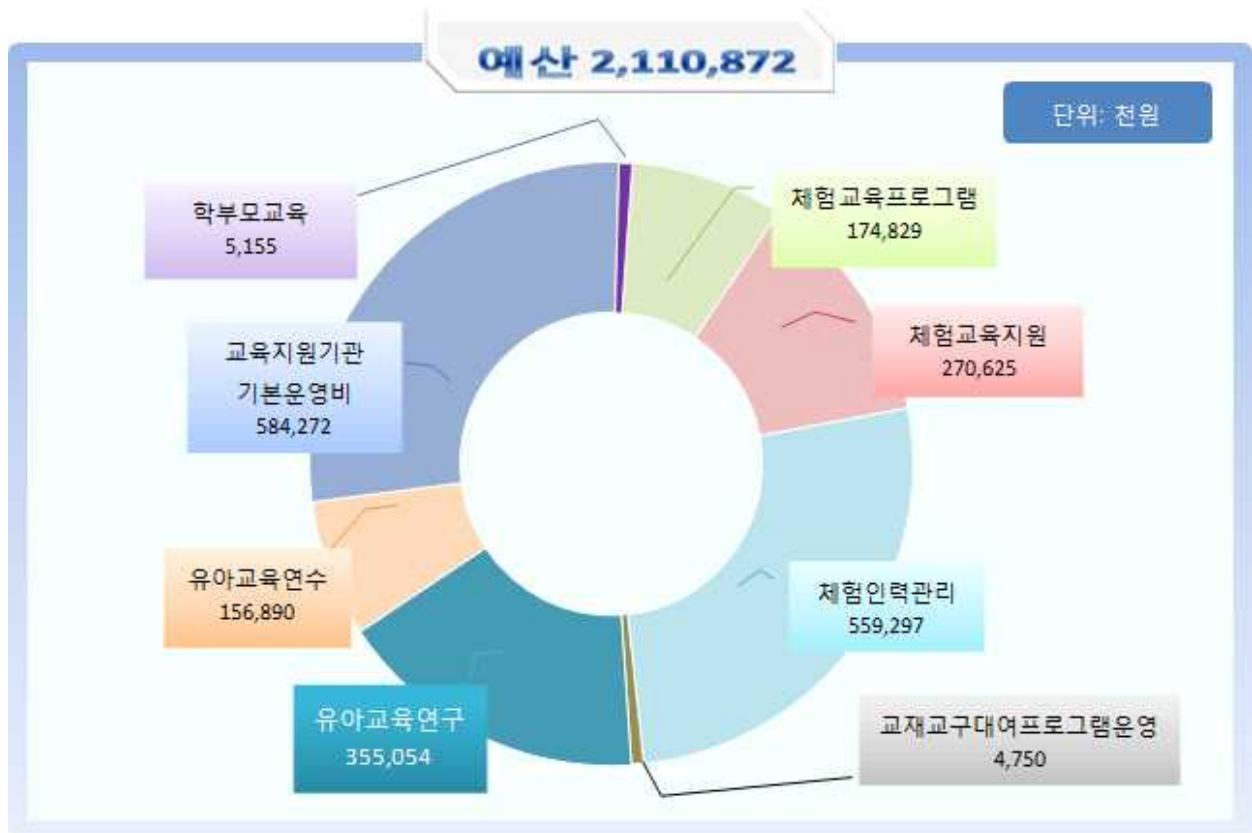 예산 2,110,872
단위: 천원
학부모교육
5,155
체험교육프로그램
174,829
체험교육지원
270,625
교육지원기관
기본운영비
584,272
유아교육연수
156,890
체험인력관리
559,297
유아교육연구
355,054
교재교구대여프로그램운영
4,750